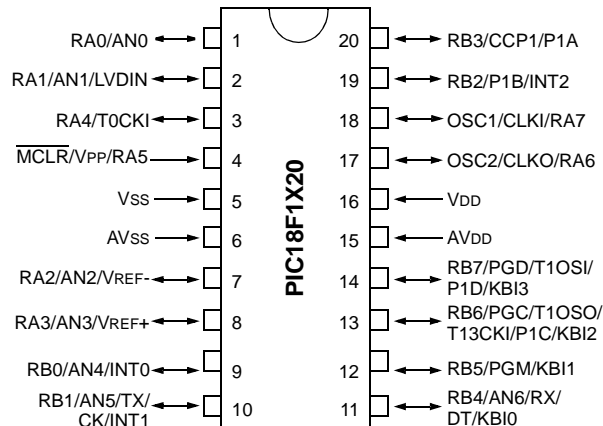 RA0/AN0 1 20 RB3/CCP1/P1A
RA1/AN1/LVDIN 2 19 RB2/P1B/INT2
RA4/T0CKI 3 18 OSC1/CLKI/RA7
MCLR/VPP/RA5 4 17 OSC2/CLKO/RA6
VSS 5 16 VDD
AVSS 6 15 AVDD
RA2/AN2/VREF- 7 14 RB7/PGD/T1OSI/
P1D/KBI3
RA3/AN3/VREF+ 8 13 RB6/PGC/T1OSO/
T13CKI/P1C/KBI2
RB0/AN4/INT0 9 12 RB5/PGM/KBI1
RB1/AN5/TX/ 10 11 RB4/AN6/RX/
CK/INT1 DT/KBI0
PIC18F1X20